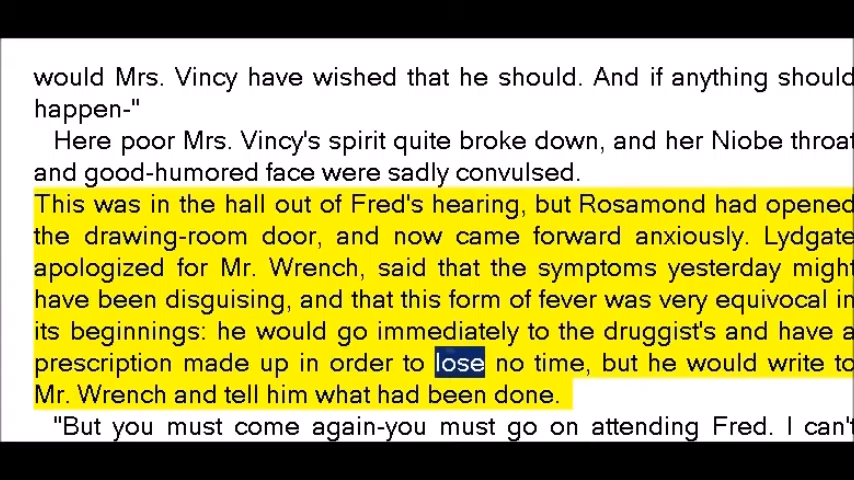 would Mrs. Vincy have wished that he should. And if anything should
happen-"
Here poor Mrs. Vincy's spirit quite broke down, and her Niobe throat
and good-humored face were sadly convulsed.
This was in the hall out of Fred's hearing, but Rosamond had opened
the drawing-room door, and now came forward anxiously. Lydgate
apologized for Mr. Wrench, said that the symptoms yesterday might
have been disguising, and that this form of fever was very equivocal in
its beginnings: he would go immediately to the druggist's and have a
prescription made up in order to lose no time, but he would write to
Mr. Wrench and tell him what had been done.
"But you must come again-you must go on attending Fred. I can't